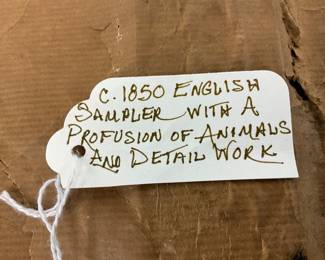 C. 1850 ENGLISH
SAMPLER WITH A
PROFUSION OF ANIMALS
AND DETAIL WORK